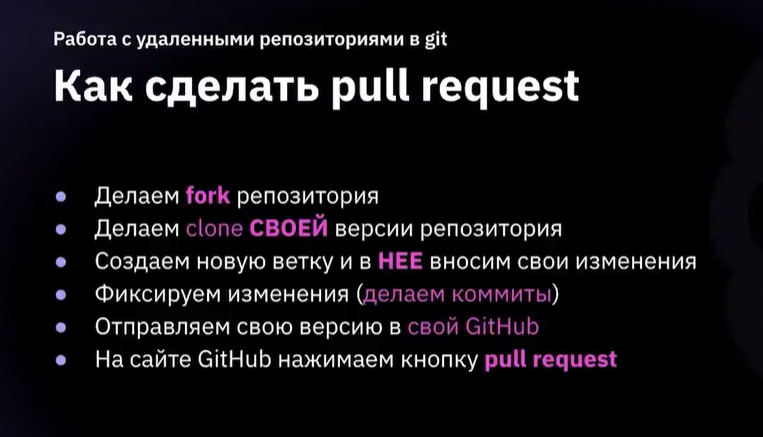 Работа с удаленными репозиториями в git
Как сделать pull request
• Делаем fork репозитория
• Делаем clone СВОЕЙ версии репозитория
• Создаем новую ветку и в НЕЕ вносим свои изменения
• Фиксируем изменения (делаем коммиты)
• Отправляем свою версию в свой GitHub
• На сайте GitHub нажимаем кнопку pull request